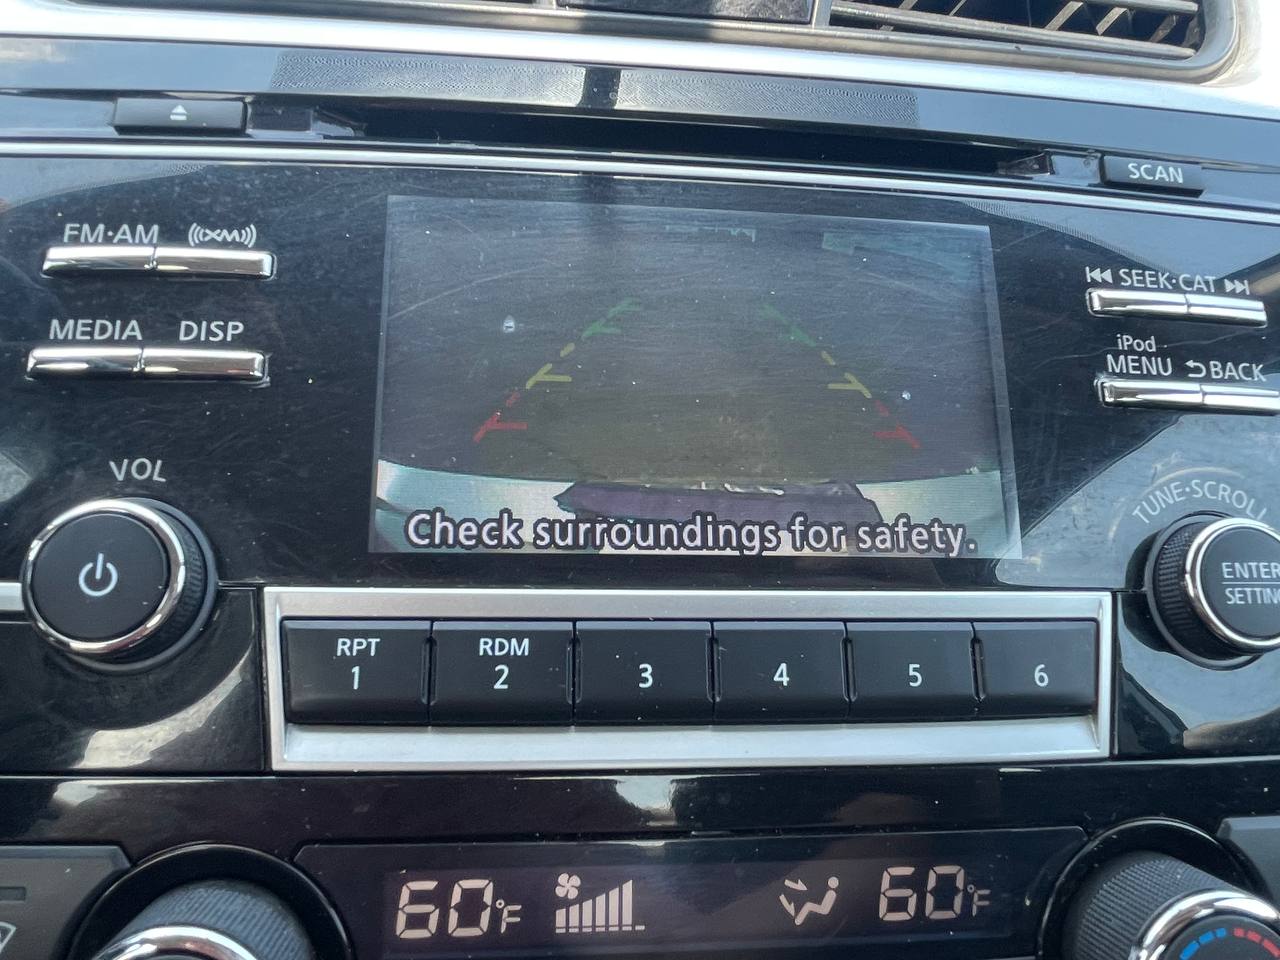 SCAN
FM·AM
XM
SEEK·CAT
MEDIA
DISP
iPod
MENU
BACK
VOL
TUNE·SCROLL
Check surroundings for safety.
ENTER
RPT
1
RDM
2
3
4
5
6
60°F
60°F